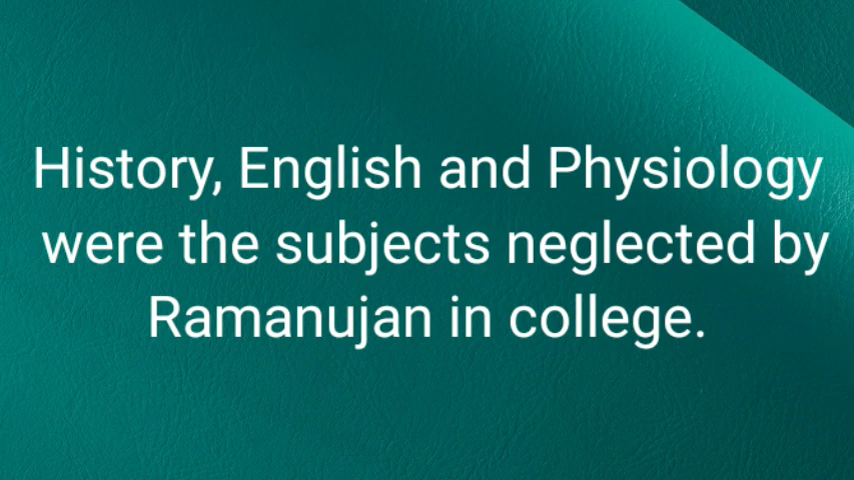 History, English and Physiology
were the subjects neglected by
Ramanujan in college.